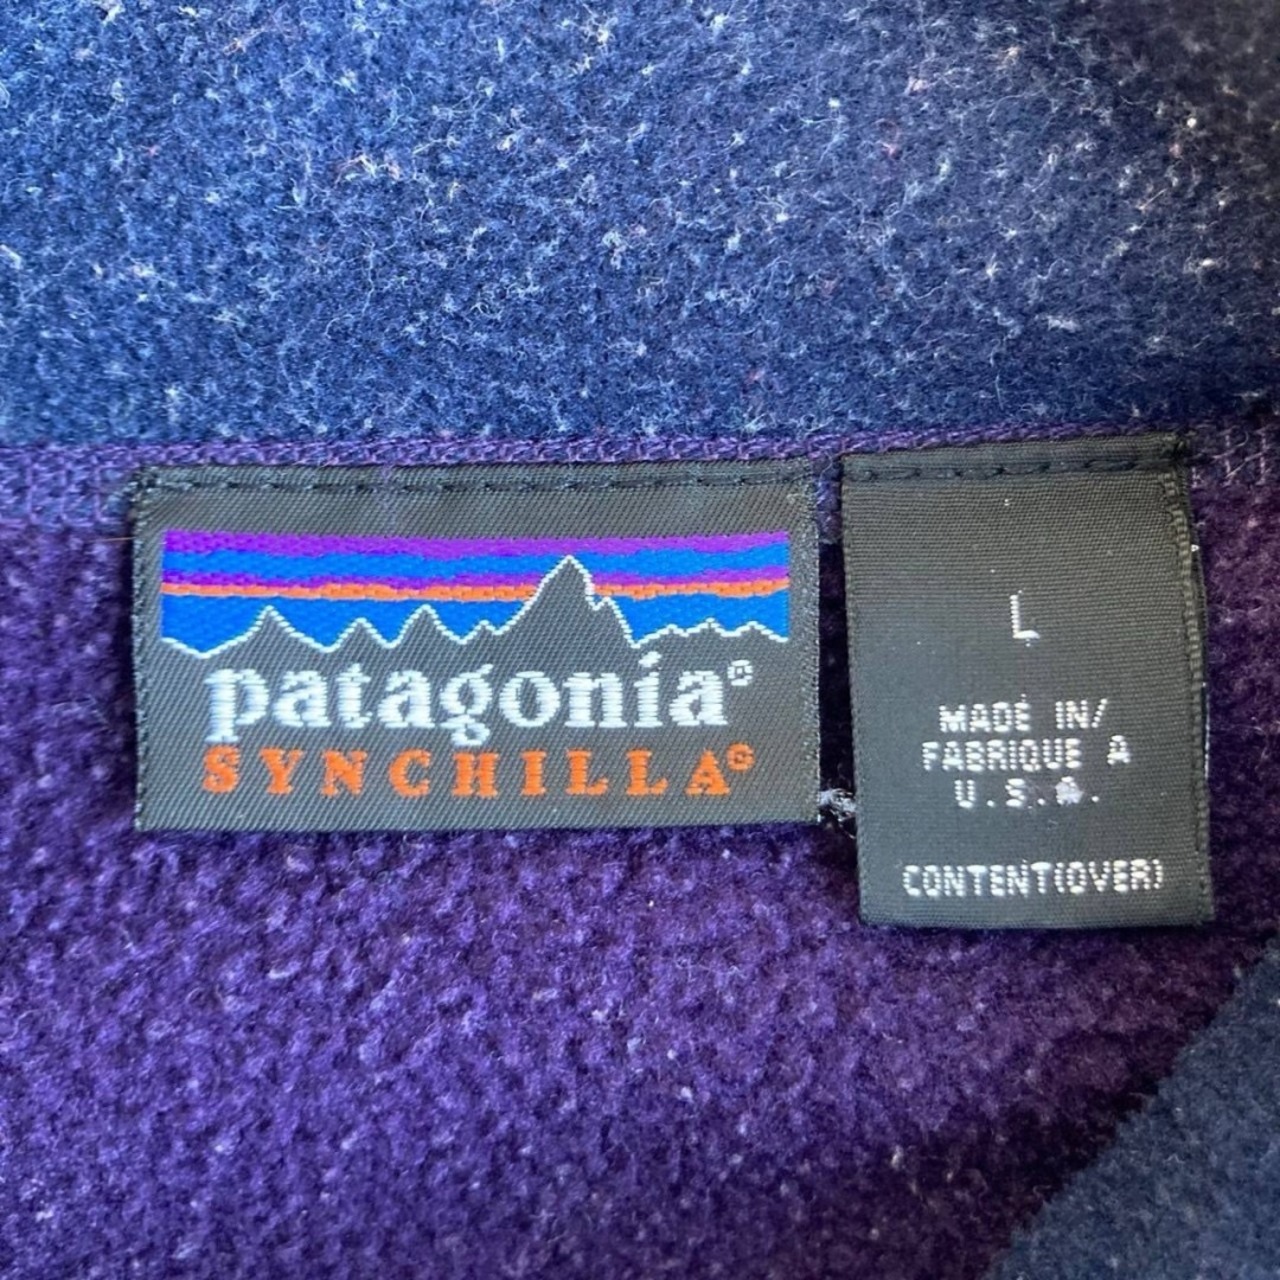 patagonia®
SYNCHILLA®
L
MADE IN/
FABRIQUE A
U.S.A.
CONTENT(OVER)